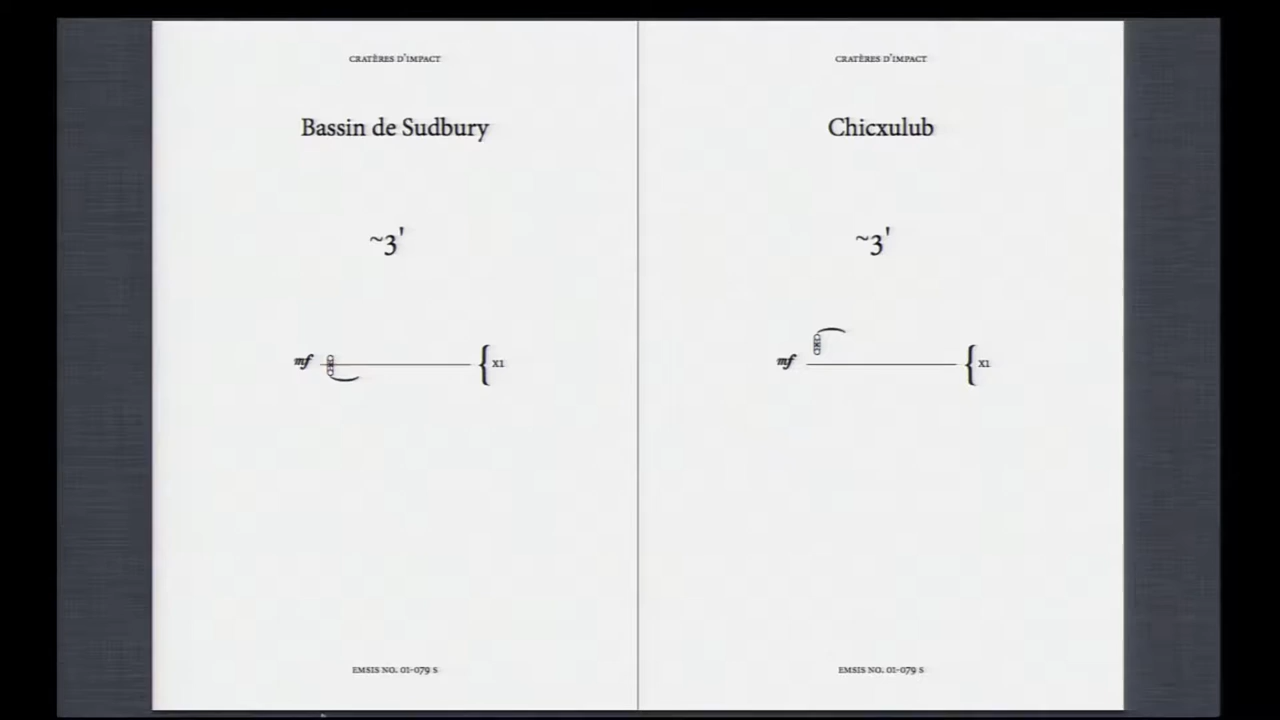 CRATÈRES D'IMPACT
Bassin de Sudbury
~3'
mf
X1
EMSIS NO. 01-079 S
CRATÈRES D'IMPACT
Chicxulub
~3'
mf
X1
EMSIS NO. 01-079 S